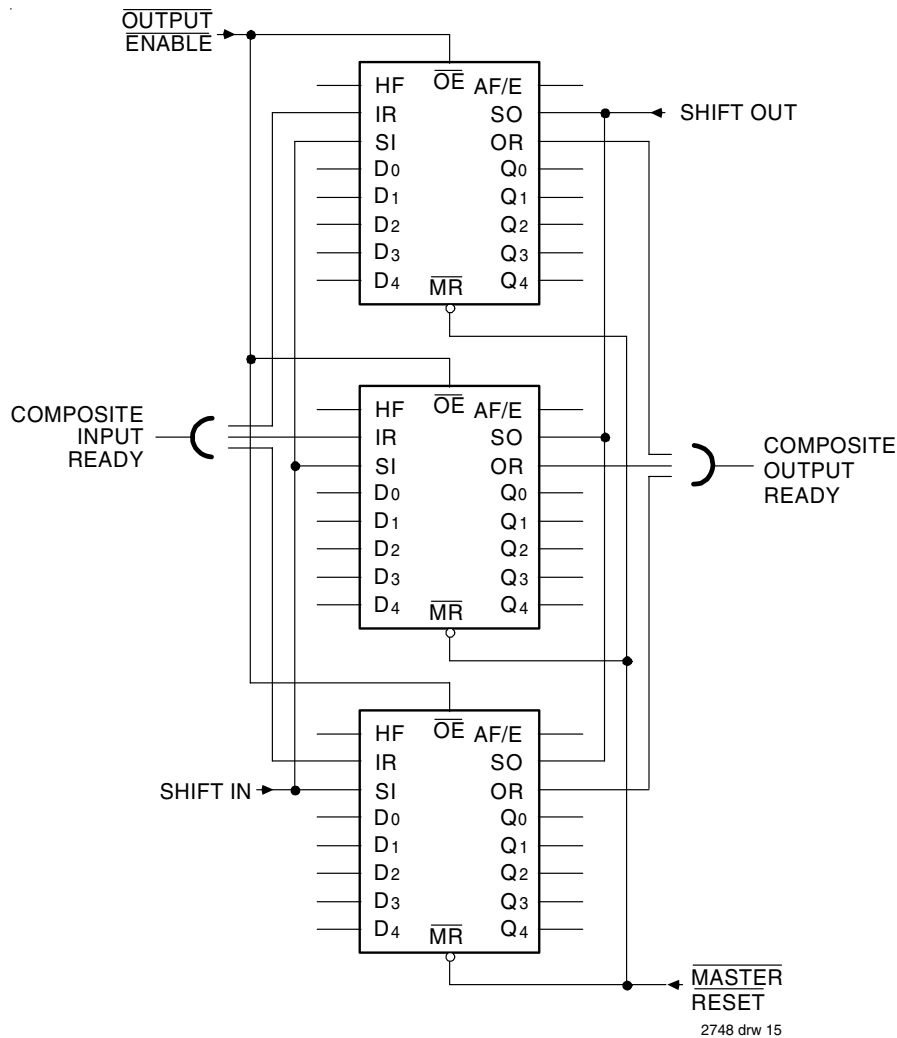 OUTPUT
ENABLE
OE
HF AF/E
IR SO
SHIFT OUT
SI OR
D0 Q0
D1 Q1
D2 Q2
D3 Q3
D4 Q4
MR
OE
HF AF/E
IR SO
SI OR
D0 Q0
D1 Q1
D2 Q2
D3 Q3
D4 Q4
MR
COMPOSITE
INPUT
READY
COMPOSITE
OUTPUT
READY
OE
HF AF/E
IR SO
SHIFT IN
SI OR
D0 Q0
D1 Q1
D2 Q2
D3 Q3
D4 Q4
MR
MASTER
RESET
2748 drw 15